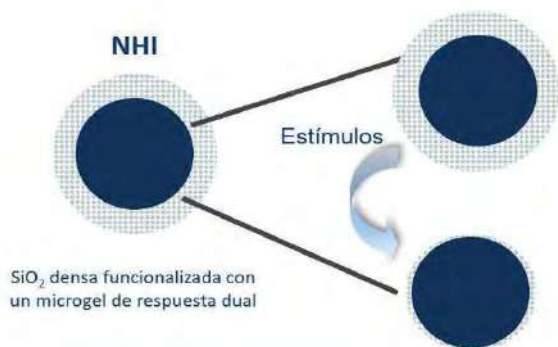 NHI
Estímulos
SiO₂ densa funcionalizada con
un microgel de respuesta dual